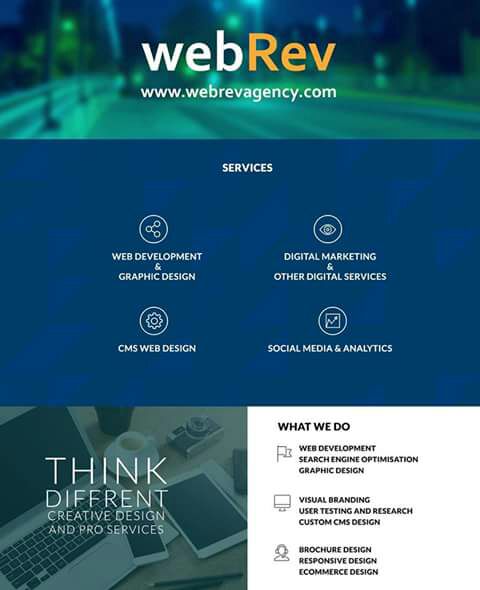 webRev
www.webrevagency.com
SERVICES
WEB DEVELOPMENT
&
GRAPHIC DESIGN
DIGITAL MARKETING
&
OTHER DIGITAL SERVICES
CMS WEB DESIGN
SOCIAL MEDIA & ANALYTICS
THINK
DIFFRENT
CREATIVE DESIGN
AND PRO SERVICES
WHAT WE DO
WEB DEVELOPMENT
SEARCH ENGINE OPTIMISATION
GRAPHIC DESIGN
VISUAL BRANDING
USER TESTING AND RESEARCH
CUSTOM CMS DESIGN
BROCHURE DESIGN
RESPONSIVE DESIGN
ECOMMERCE DESIGN